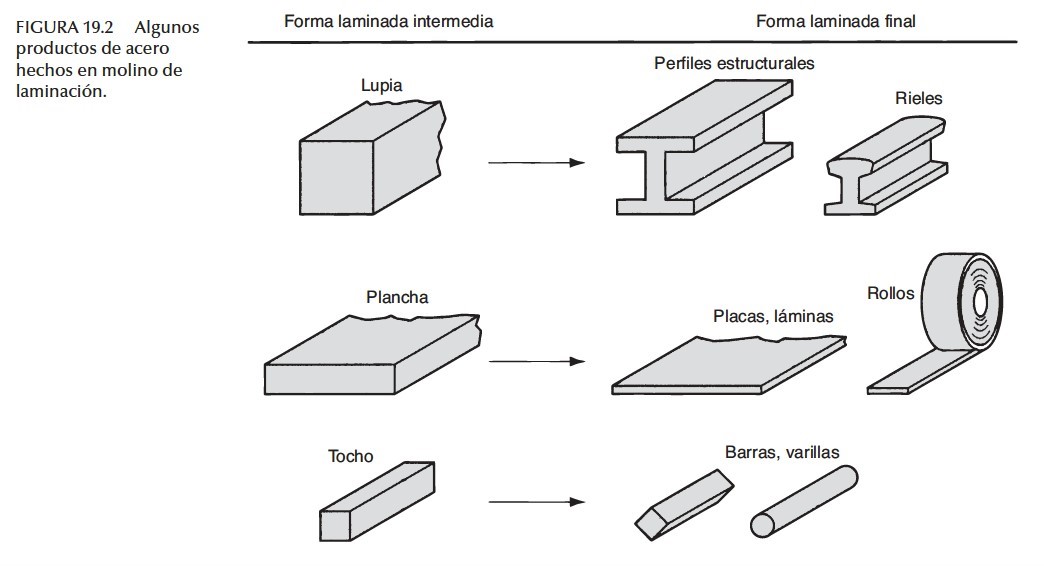 FIGURA 19.2 Algunos
productos de acero
hechos en molino de
laminación.
Forma laminada intermedia
Forma laminada final
Lupia
Perfiles estructurales
Rieles
Plancha
Placas, láminas
Rollos
Tocho
Barras, varillas